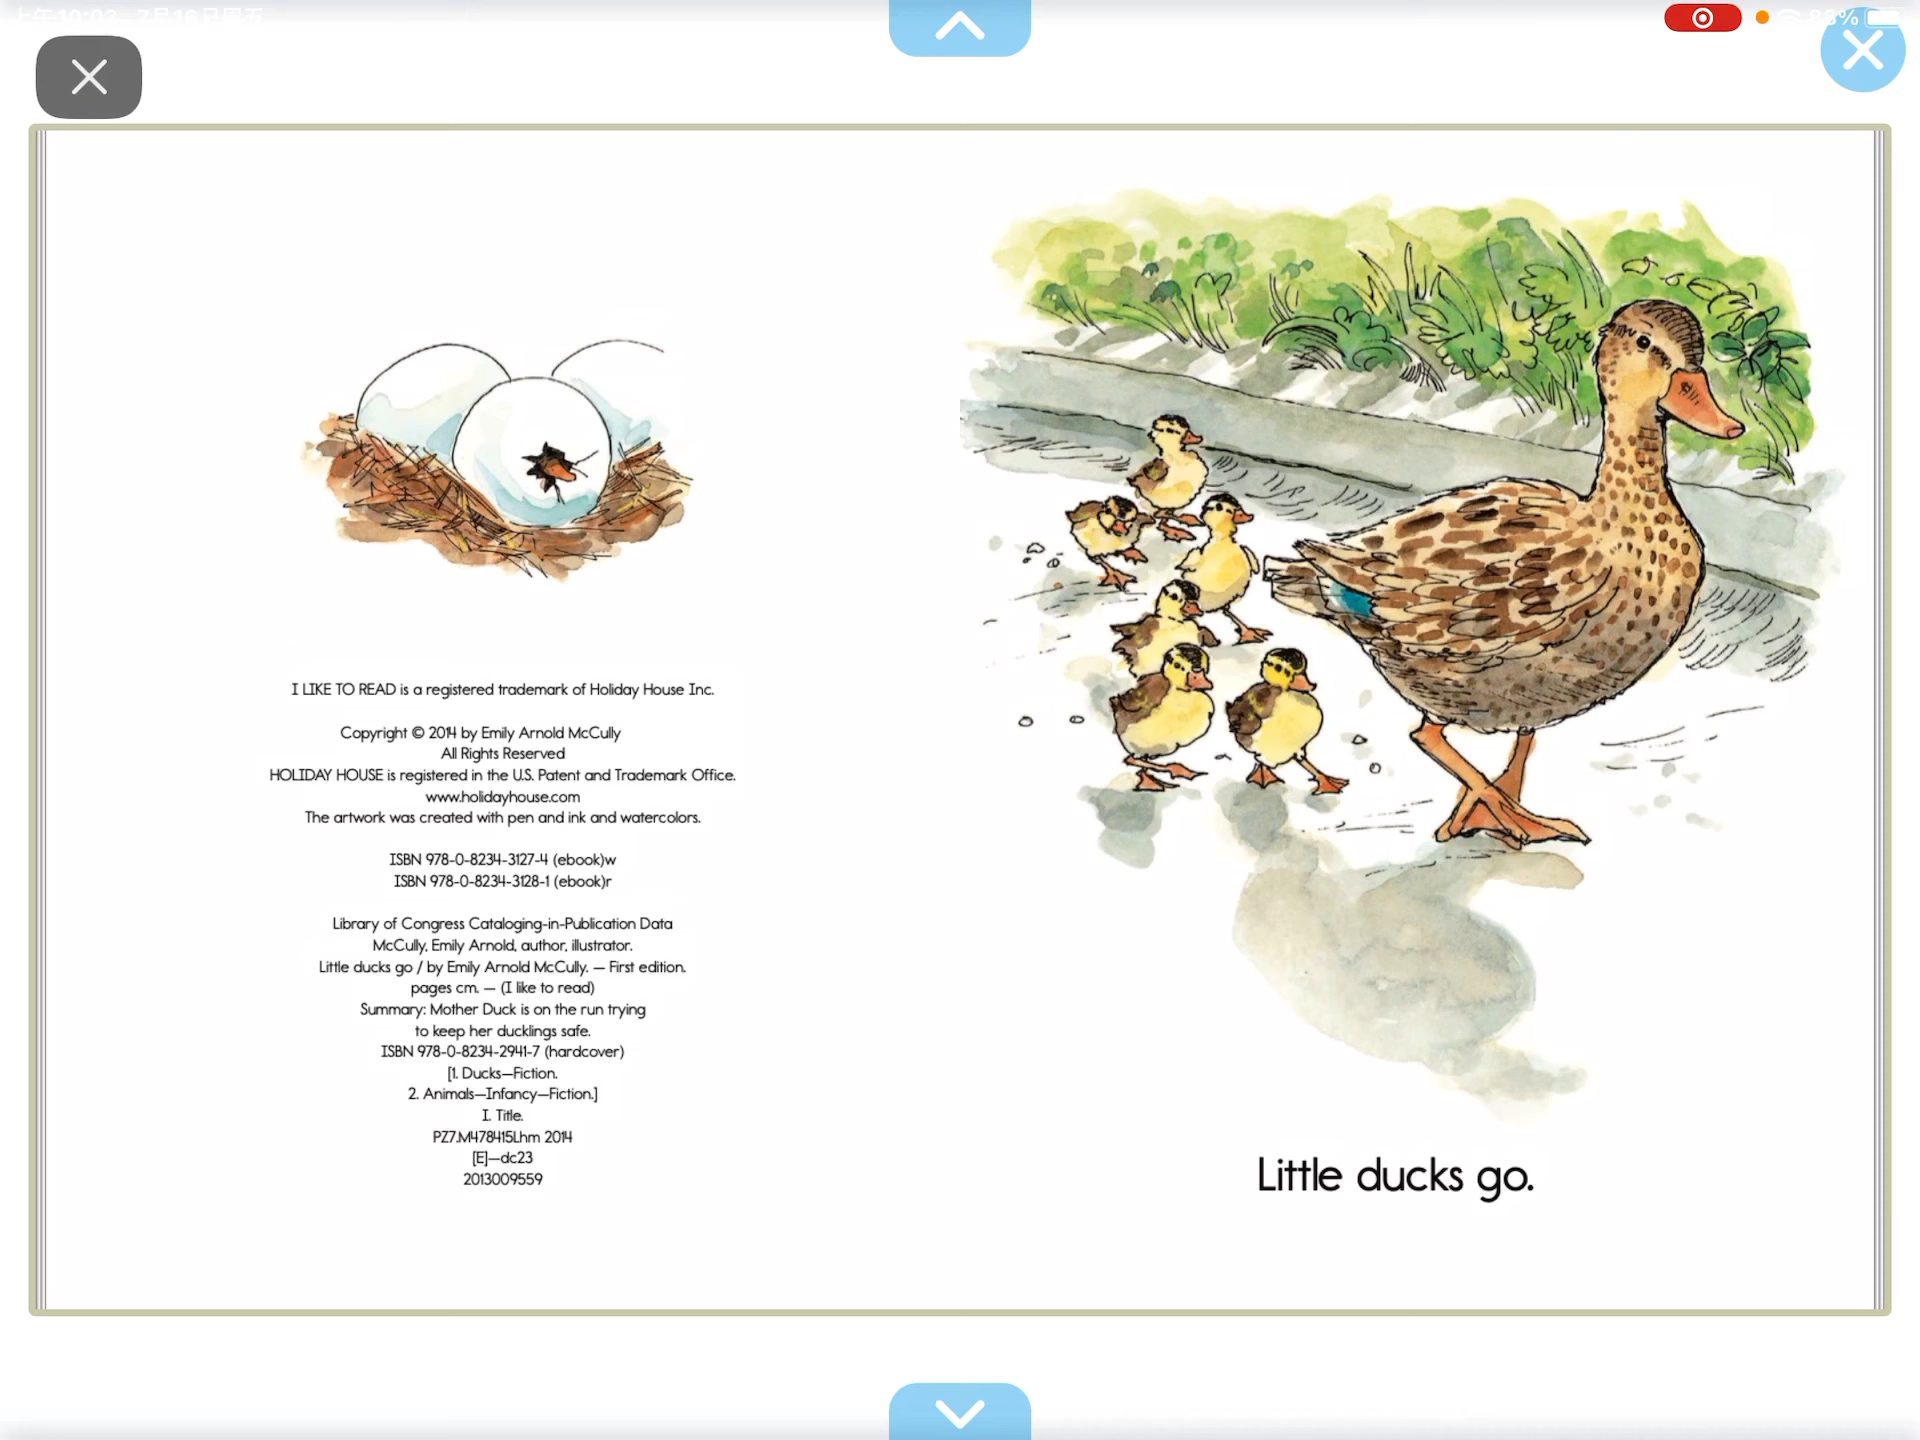 I LIKE TO READ is a registered trademark of Holiday House Inc.
Copyright © 2014 by Emily Arnold McCully
All Rights Reserved
HOLIDAY HOUSE is registered in the U.S. Patent and Trademark Office.
www.holidayhouse.com
The artwork was created with pen and ink and watercolors.
ISBN 978-0-8234-3127-4 (ebook)w
ISBN 978-0-8234-3128-1 (ebook)r
Library of Congress Cataloging-in-Publication Data
McCully, Emily Arnold, author, illustrator.
Little ducks go / by Emily Arnold McCully. — First edition.
pages cm. — (I like to read)
Summary: Mother Duck is on the run trying
to keep her ducklings safe.
ISBN 978-0-8234-2941-7 (hardcover)
[1. Ducks—Fiction.
2. Animals—Infancy—Fiction.]
I. Title.
PZ7.M478415Lhm 2014
[E]—dc23
2013009559
Little ducks go.